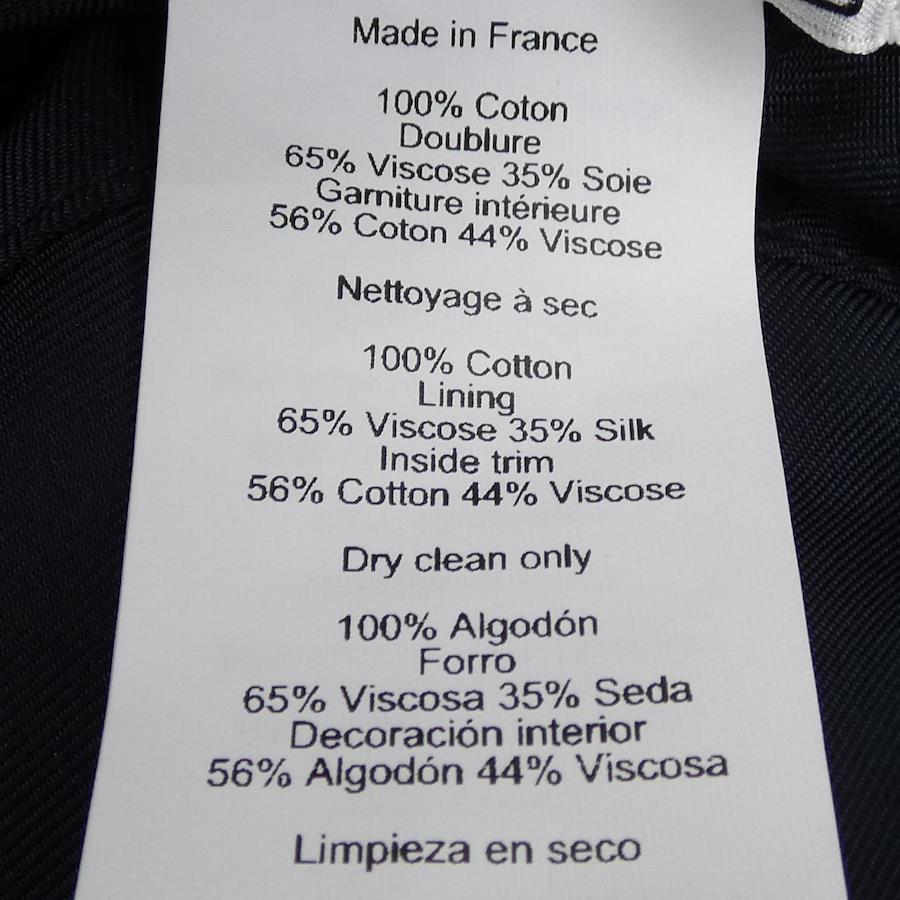 Made in France
100% Coton
Doublure
65% Viscose 35% Soie
Garniture intérieure
56% Coton 44% Viscose
Nettoyage à sec
100% Cotton
Lining
65% Viscose 35% Silk
Inside trim
56% Cotton 44% Viscose
Dry clean only
100% Algodón
Forro
65% Viscosa 35% Seda
Decoración interior
56% Algodón 44% Viscosa
Limpieza en seco